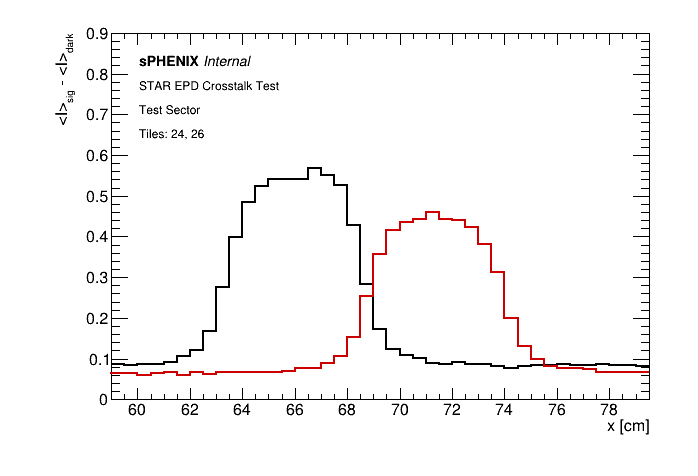 <I>sig - <I>dark
0.9
0.8
0.7
0.6
0.5
0.4
0.3
0.2
0.1
0
sPHENIX Internal
STAR EPD Crosstalk Test
Test Sector
Tiles: 24, 26
60 62 64 66 68 70 72 74 76 78
x [cm]